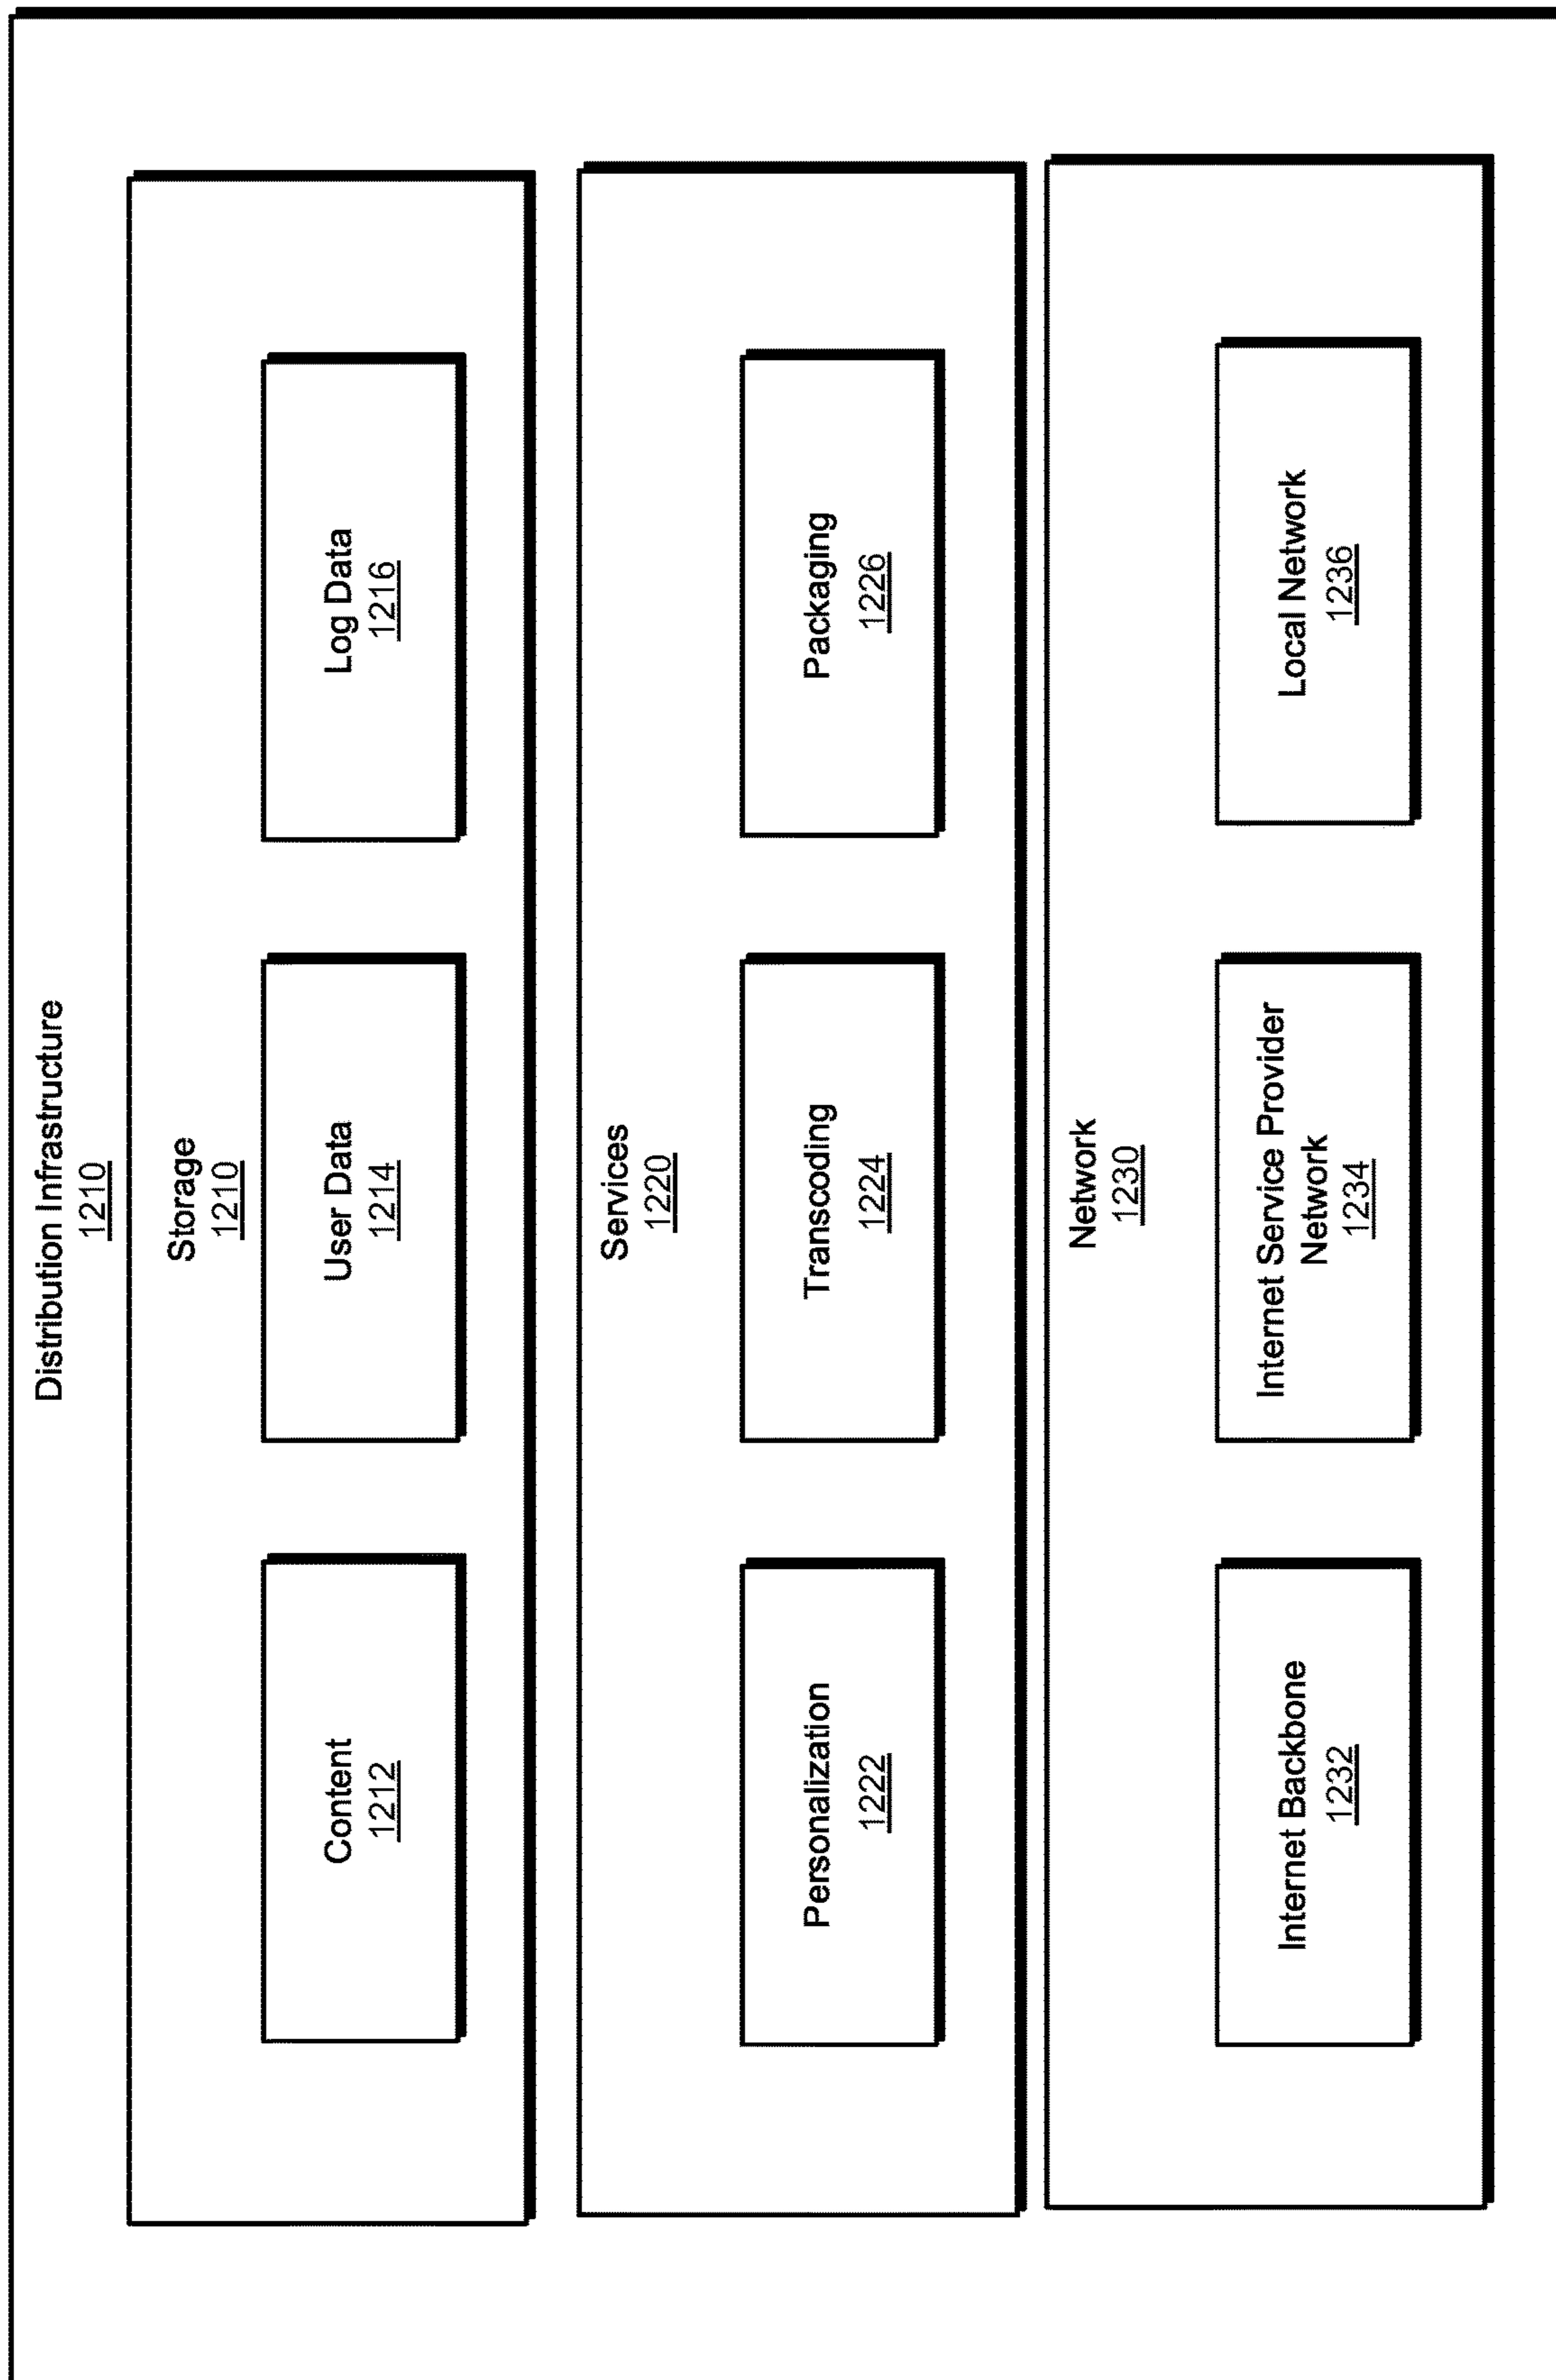 Distribution Infrastructure
1210
Storage
1210
Content
1212
User Data
1214
Log Data
1216
Services
1220
Personalization
1222
Transcoding
1224
Packaging
1226
Network
1230
Internet Backbone
1232
Internet Service Provider
Network
1234
Local Network
1236